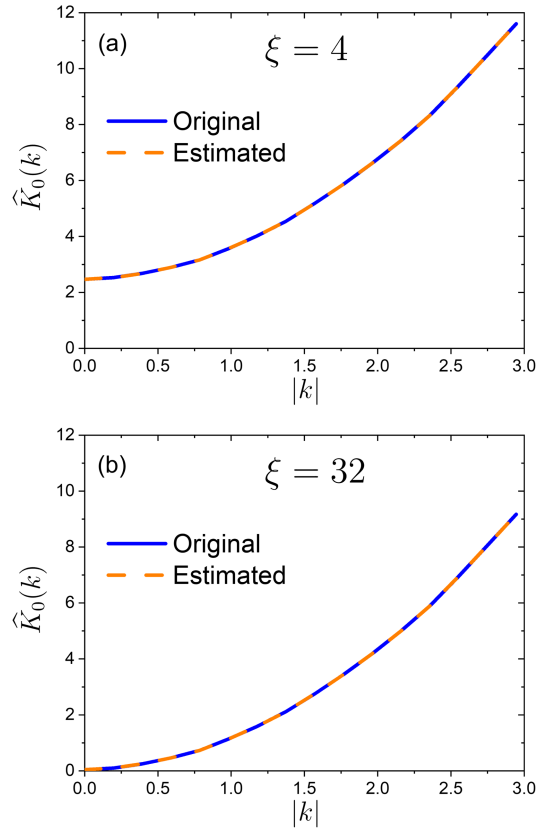 (a)
ξ = 4
Original
Estimated
K̂₀(k)
12
10
8
6
4
2
0
0.0 0.5 1.0 1.5 2.0 2.5 3.0
|k|
(b)
ξ = 32
Original
Estimated
K̂₀(k)
12
10
8
6
4
2
0
0.0 0.5 1.0 1.5 2.0 2.5 3.0
|k|